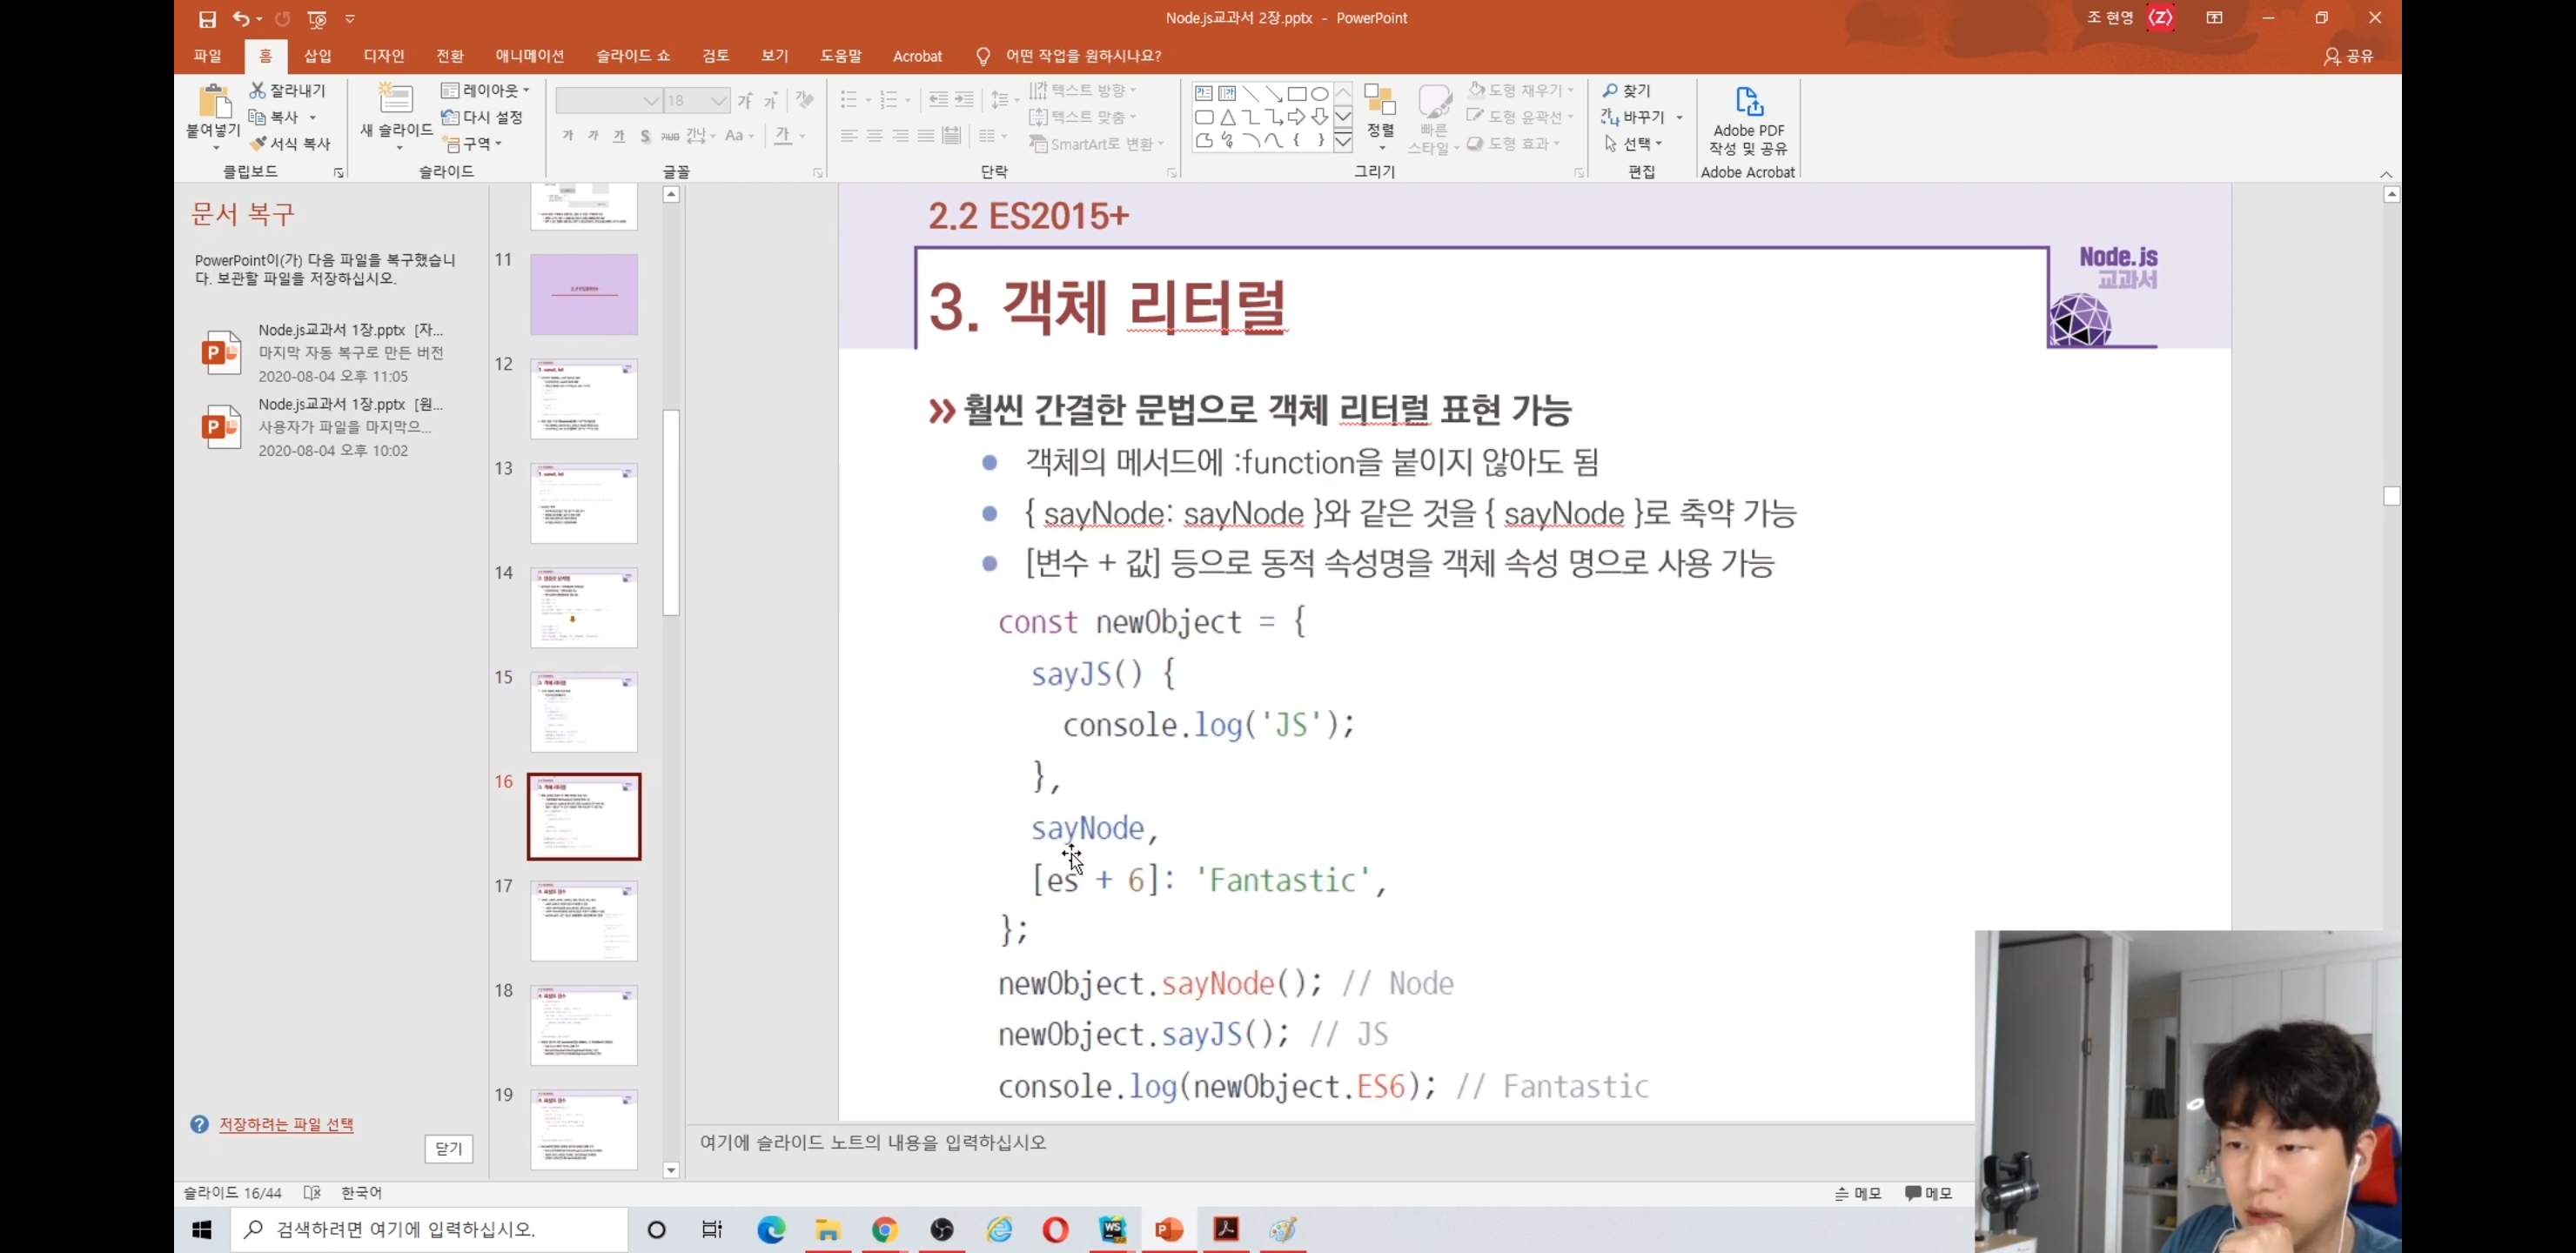 Node.js교과서 2장.pptx - PowerPoint
조 현영
파일 홈 삽입 디자인 전환 애니메이션 슬라이드 쇼 검토 보기 도움말 Acrobat 어떤 작업을 원하시나요?
공유
붙여넣기
잘라내기
복사
서식 복사
클립보드
새 슬라이드
레이아웃
다시 설정
구역
슬라이드
18
글꼴
텍스트 방향
텍스트 맞춤
SmartArt로 변환
단락
정렬
빠른 스타일
도형 채우기
도형 윤곽선
도형 효과
그리기
찾기
바꾸기
선택
편집
Adobe PDF
작성 및 공유
Adobe Acrobat
문서 복구
PowerPoint이(가) 다음 파일을 복구했습니
다. 보관할 파일을 저장하십시오.
Node.js교과서 1장.pptx [자...
마지막 자동 복구로 만든 버전
2020-08-04 오후 11:05
Node.js교과서 1장.pptx [원...
사용자가 파일을 마지막으...
2020-08-04 오후 10:02
저장하려는 파일 선택
닫기
11
12
13
14
15
16
17
18
19
2.2 ES2015+
3. 객체 리터럴
Node.js
교과서
훨씬 간결한 문법으로 객체 리터럴 표현 가능
객체의 메서드에 :function을 붙이지 않아도 됨
{ sayNode: sayNode }와 같은 것을 { sayNode }로 축약 가능
[변수 + 값] 등으로 동적 속성명을 객체 속성 명으로 사용 가능
const newObject = {
sayJS() {
console.log('JS');
},
sayNode,
[es + 6]: 'Fantastic',
};
newObject.sayNode(); // Node
newObject.sayJS(); // JS
console.log(newObject.ES6); // Fantastic
여기에 슬라이드 노트의 내용을 입력하십시오
슬라이드 16/44 한국어
메모 메모
검색하려면 여기에 입력하십시오.